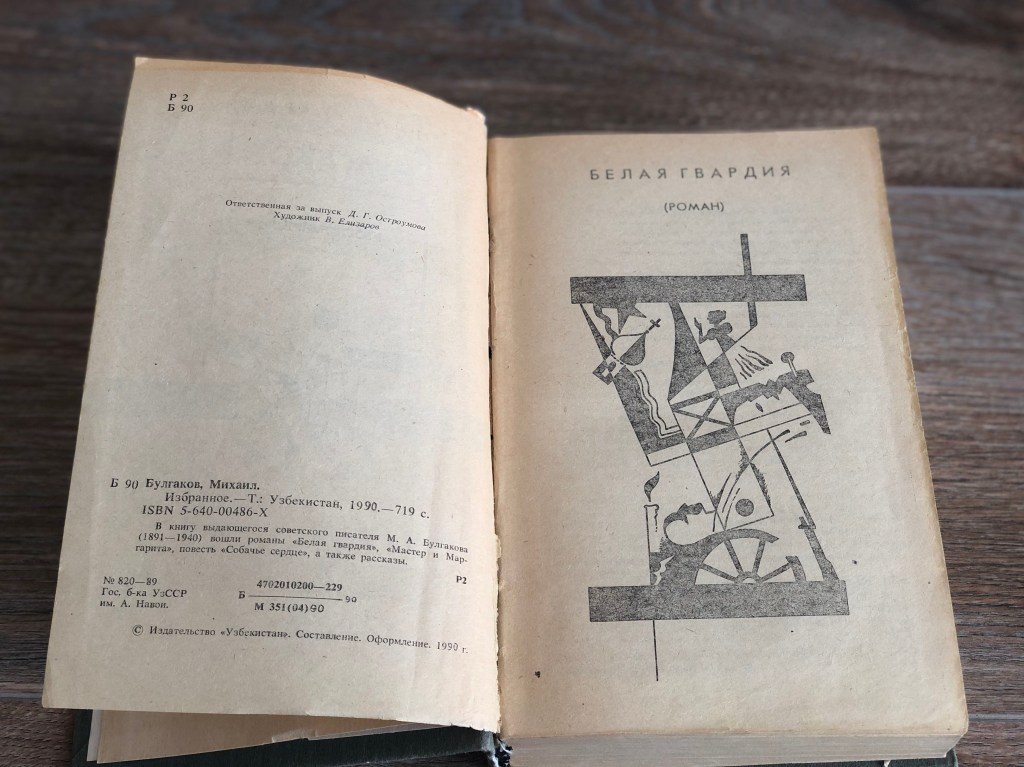 Р 2
Б 90
Ответственная за выпуск Д. Г. Остроумова
Художник В. Елизаров
Б 90 Булгаков, Михаил.
Избранное.—Т.: Узбекистан, 1990.—719 с.
ISBN 5-640-00486-X
В книгу выдающегося советского писателя М. А. Булгакова
(1891—1940) вошли романы «Белая гвардия», «Мастер и Мар-
гарита», повесть «Собачье сердце», а также рассказы.
Р2
№ 820—89
Гос. б-ка УзССР
им. А. Навои.
4702010200—229
Б 90
М 351(04)90
© Издательство «Узбекистан». Составление. Оформление. 1990 г.
БЕЛАЯ ГВАРДИЯ
(РОМАН)